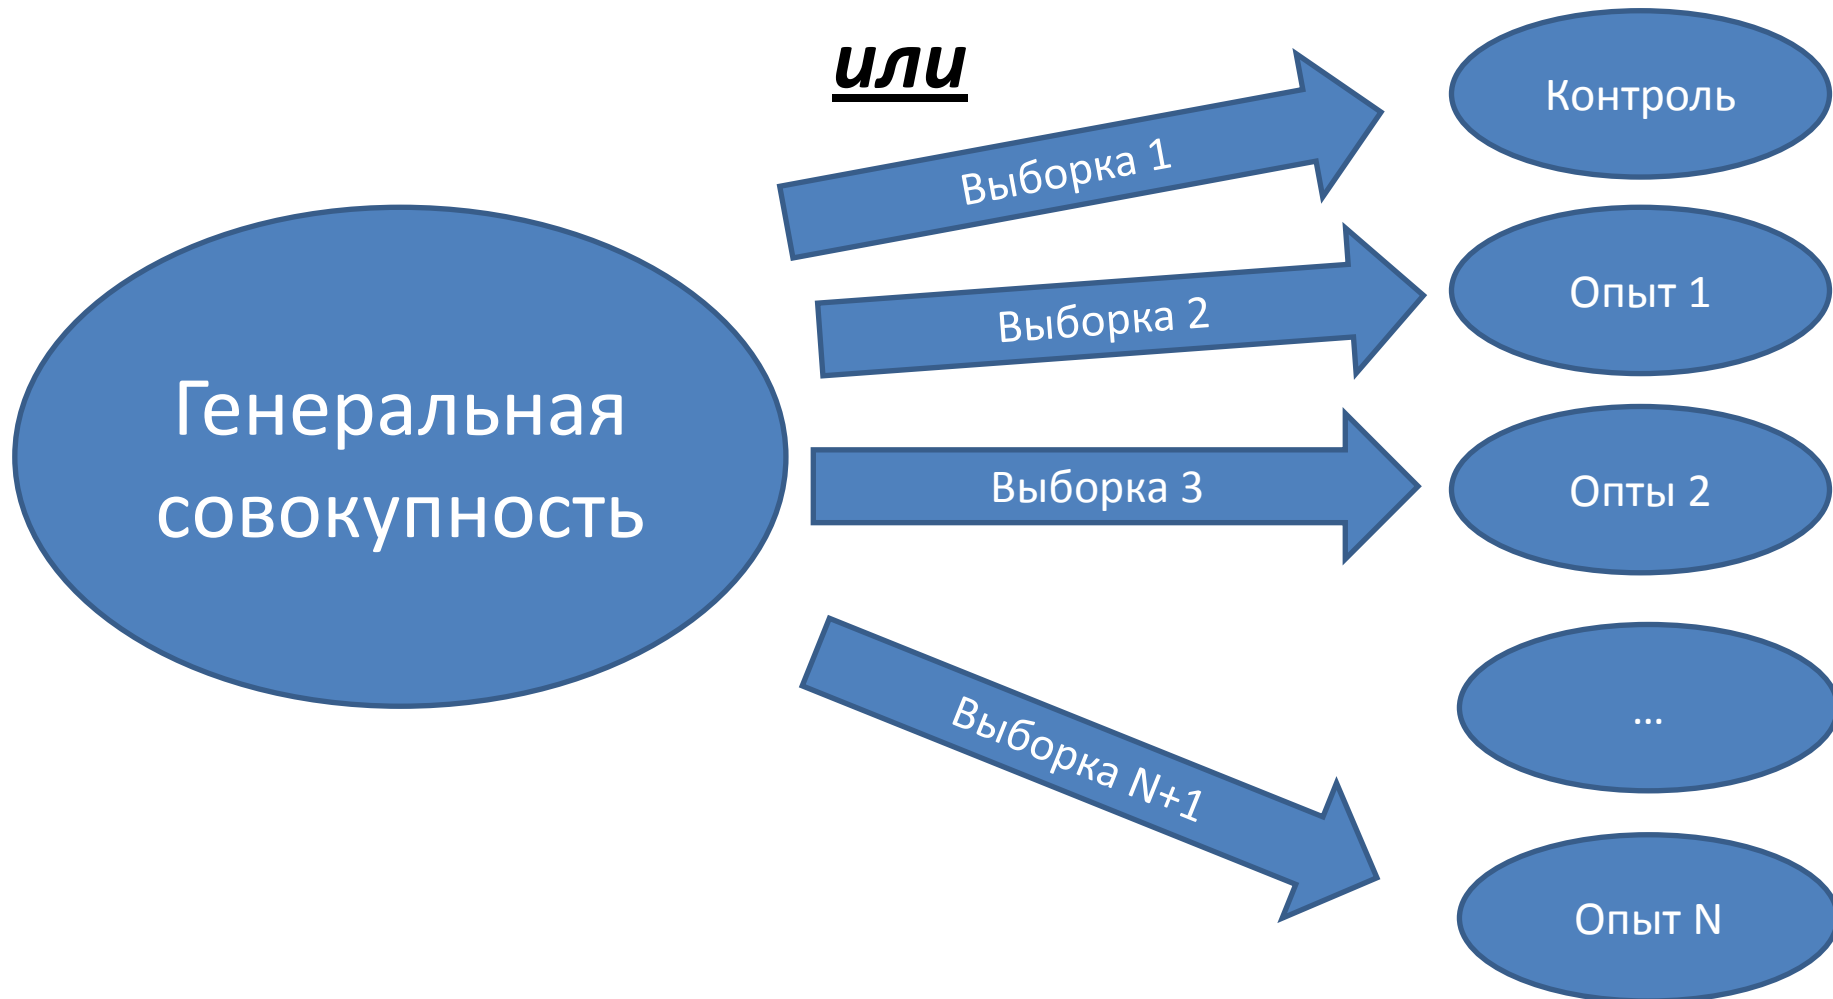 или
Генеральная
совокупность
Выборка 1
Контроль
Выборка 2
Опыт 1
Выборка 3
Опты 2
...
Выборка N+1
Опыт N